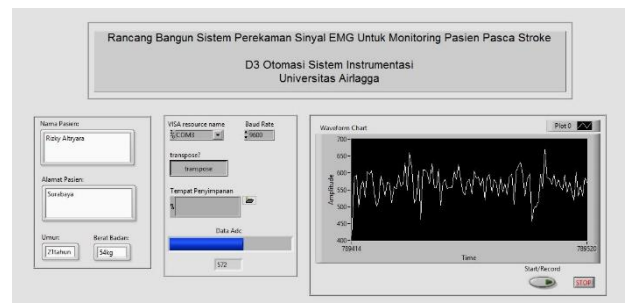 Rancang Bangun Sistem Perekaman Sinyal EMG Untuk Monitoring Pasien Pasca Stroke
D3 Otomasi Sistem Instrumentasi
Universitas Airlagga
Nama Pasien:
Rizky Altryara
Alamat Pasien:
Surabaya
Umur:
Berat Badan:
21tahun
54kg
VISA resource name
Baud Rate
COM8
9600
transpose?
transpose
Tempat Penyimpanan
Data Adc
572
Waveform Chart
Plot 0
700
650
600
550
500
450
400
Amplitude
789414
789520
Time
Start/Record
STOP